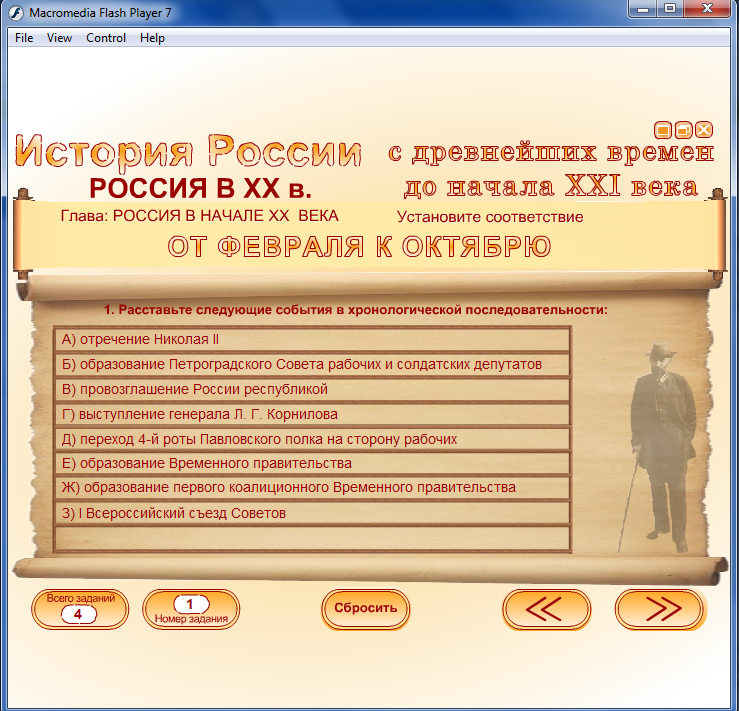 Macromedia Flash Player 7
File View Control Help
История России
с древнейших времен
до начала XXI века
РОССИЯ В XX в.
Глава: РОССИЯ В НАЧАЛЕ XX ВЕКА
Установите соответствие
ОТ ФЕВРАЛЯ К ОКТЯБРЮ
1. Расставьте следующие события в хронологической последовательности:
А) отречение Николая II
Б) образование Петроградского Совета рабочих и солдатских депутатов
В) провозглашение России республикой
Г) выступление генерала Л. Г. Корнилова
Д) переход 4-й роты Павловского полка на сторону рабочих
Е) образование Временного правительства
Ж) образование первого коалиционного Временного правительства
З) I Всероссийский съезд Советов
Всего заданий
4
1
Номер задания
Сбросить